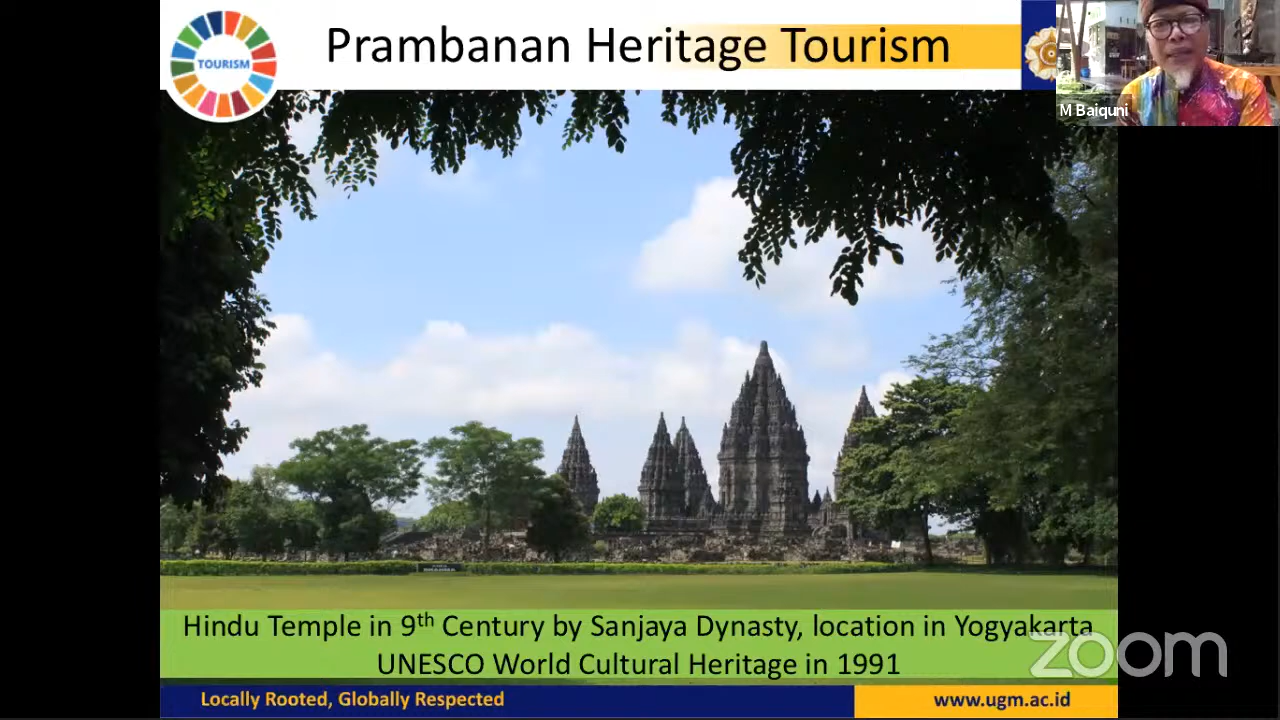 Prambanan Heritage Tourism
TOURISM
M Baiquni
Hindu Temple in 9th Century by Sanjaya Dynasty, location in Yogyakarta
UNESCO World Cultural Heritage in 1991
zoom
Locally Rooted, Globally Respected
www.ugm.ac.id